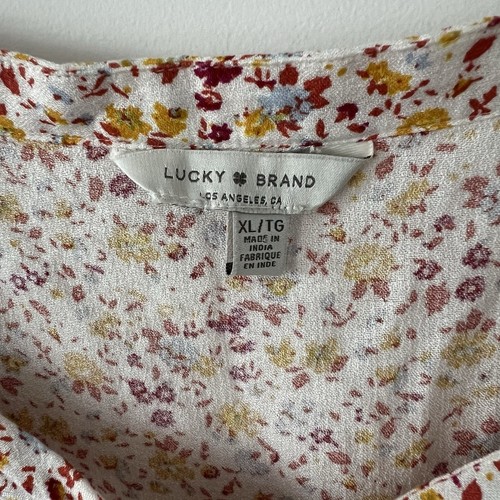 LUCKY BRAND
LOS ANGELES, CA
XL/TG
MADE IN
INDIA
FABRIQUE
EN INDE